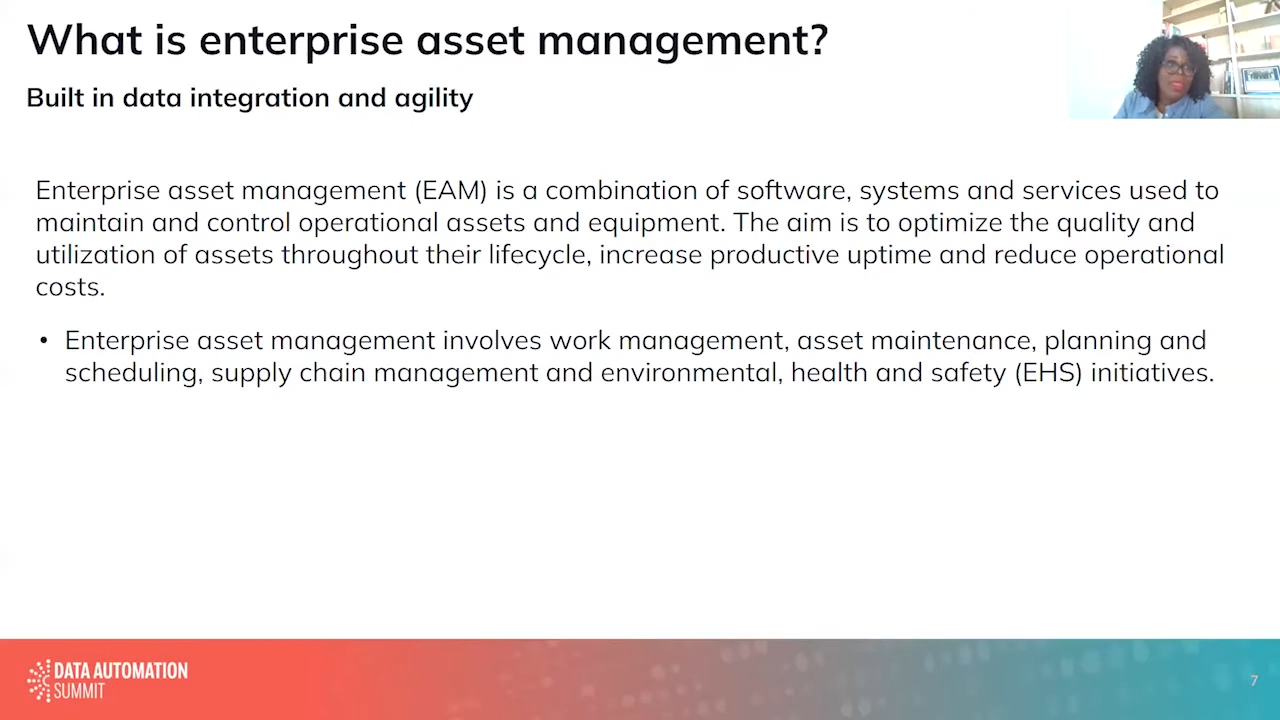 What is enterprise asset management?
Built in data integration and agility
Enterprise asset management (EAM) is a combination of software, systems and services used to
maintain and control operational assets and equipment. The aim is to optimize the quality and
utilization of assets throughout their lifecycle, increase productive uptime and reduce operational
costs.
• Enterprise asset management involves work management, asset maintenance, planning and
scheduling, supply chain management and environmental, health and safety (EHS) initiatives.
DATA AUTOMATION
SUMMIT
7